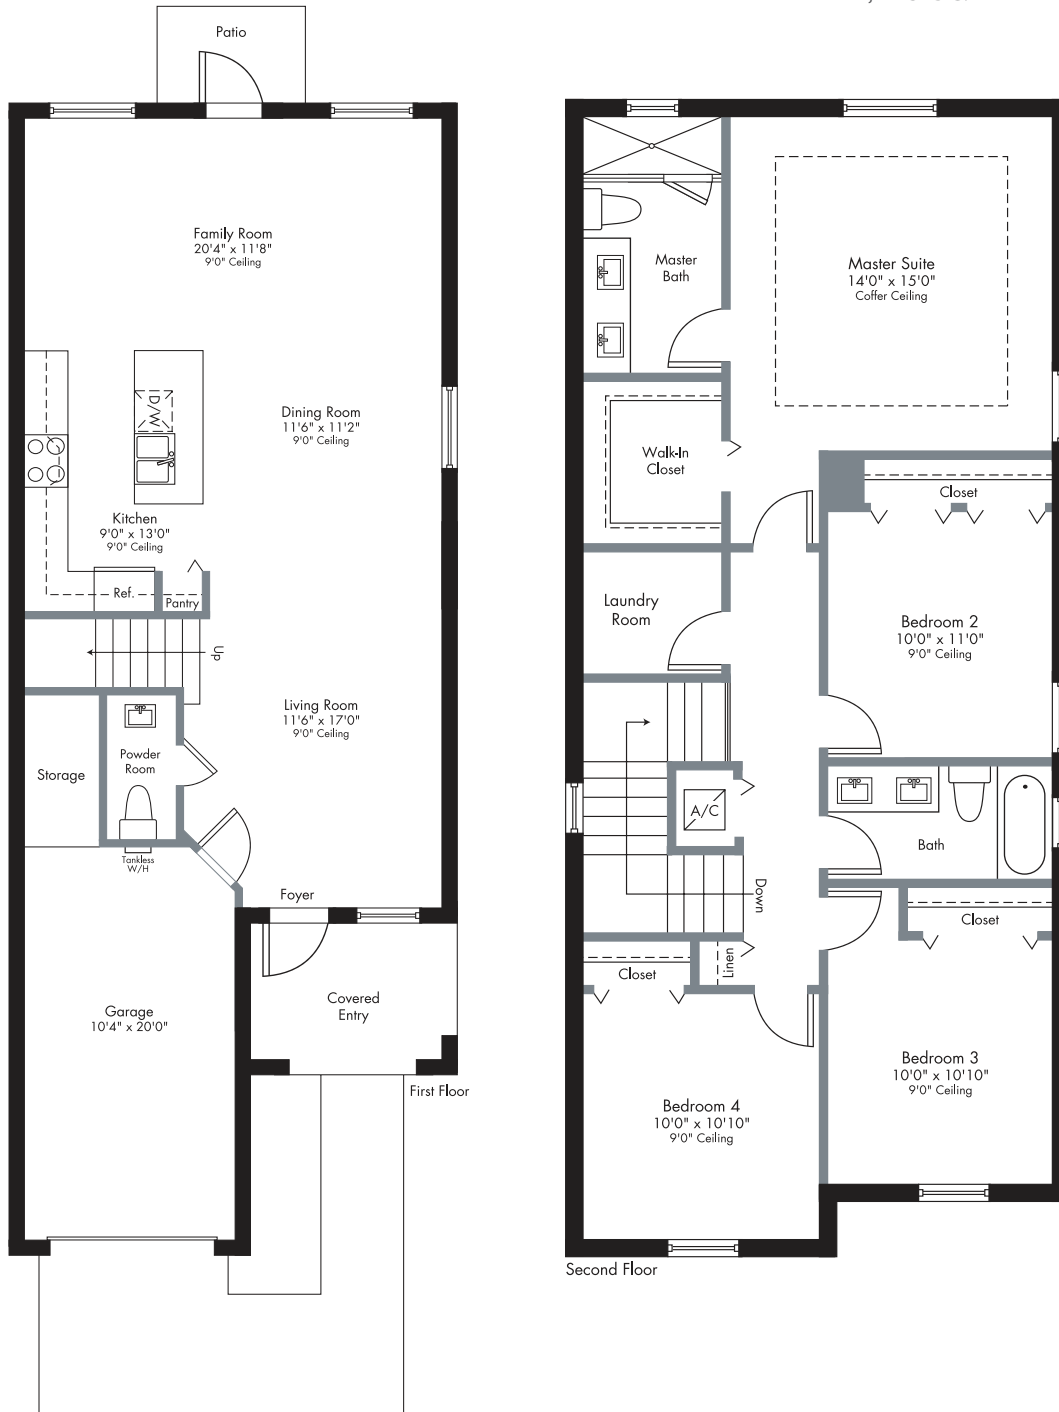 Patio
Family Room
20'4" x 11'8"
9'0" Ceiling
Dining Room
11'6" x 11'2"
9'0" Ceiling
D/W
Kitchen
9'0" x 13'0"
9'0" Ceiling
Ref.
Pantry
Up
Living Room
11'6" x 17'0"
9'0" Ceiling
Storage
Powder
Room
Tankless
W/H
Foyer
Garage
10'4" x 20'0"
Covered
Entry
First Floor
Master
Bath
Master Suite
14'0" x 15'0"
Coffer Ceiling
Walk-In
Closet
Closet
Laundry
Room
Bedroom 2
10'0" x 11'0"
9'0" Ceiling
A/C
Bath
Down
Closet
Linen
Closet
Bedroom 3
10'0" x 10'10"
9'0" Ceiling
Bedroom 4
10'0" x 10'10"
9'0" Ceiling
Second Floor